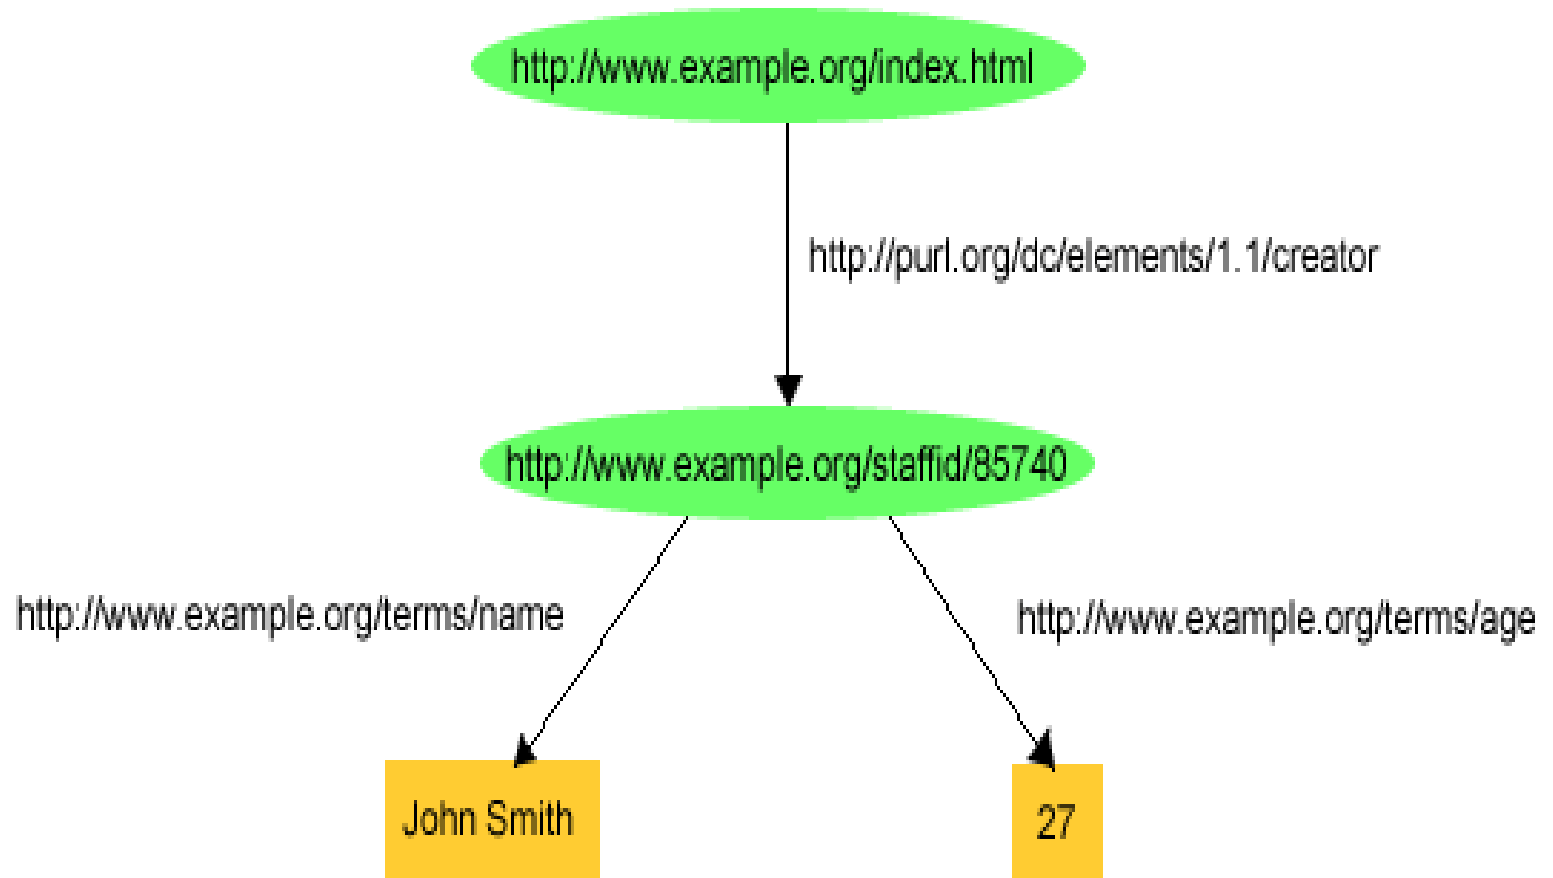 http://www.example.org/index.html
http://purl.org/dc/elements/1.1/creator
http://www.example.org/staffid/85740
http://www.example.org/terms/name
http://www.example.org/terms/age
John Smith
27